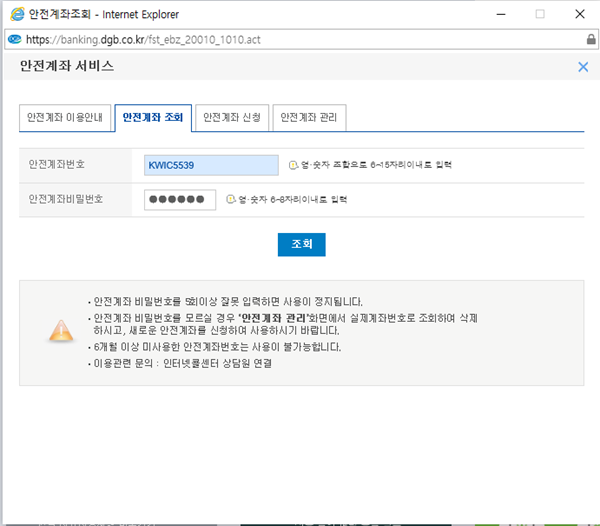 안전계좌조회 - Internet Explorer
https://banking.dgb.co.kr/fst_ebz_20010_1010.act
안전계좌 서비스
안전계좌 이용안내 안전계좌 조회 안전계좌 신청 안전계좌 관리
안전계좌번호 KWIC5539 영·숫자 조합으로 6~15자리이내로 입력
안전계좌비밀번호 ●●●●●● 영·숫자 6~8자리이내로 입력
조회
• 안전계좌 비밀번호를 5회이상 잘못 입력하면 사용이 정지됩니다.
• 안전계좌 비밀번호를 모르실 경우 '안전계좌 관리'화면에서 실제계좌번호로 조회하여 삭제
하시고, 새로운 안전계좌를 신청하여 사용하시기 바랍니다.
• 6개월 이상 미사용한 안전계좌번호는 사용이 불가능합니다.
• 이용관련 문의 : 인터넷콜센터 상담원 연결